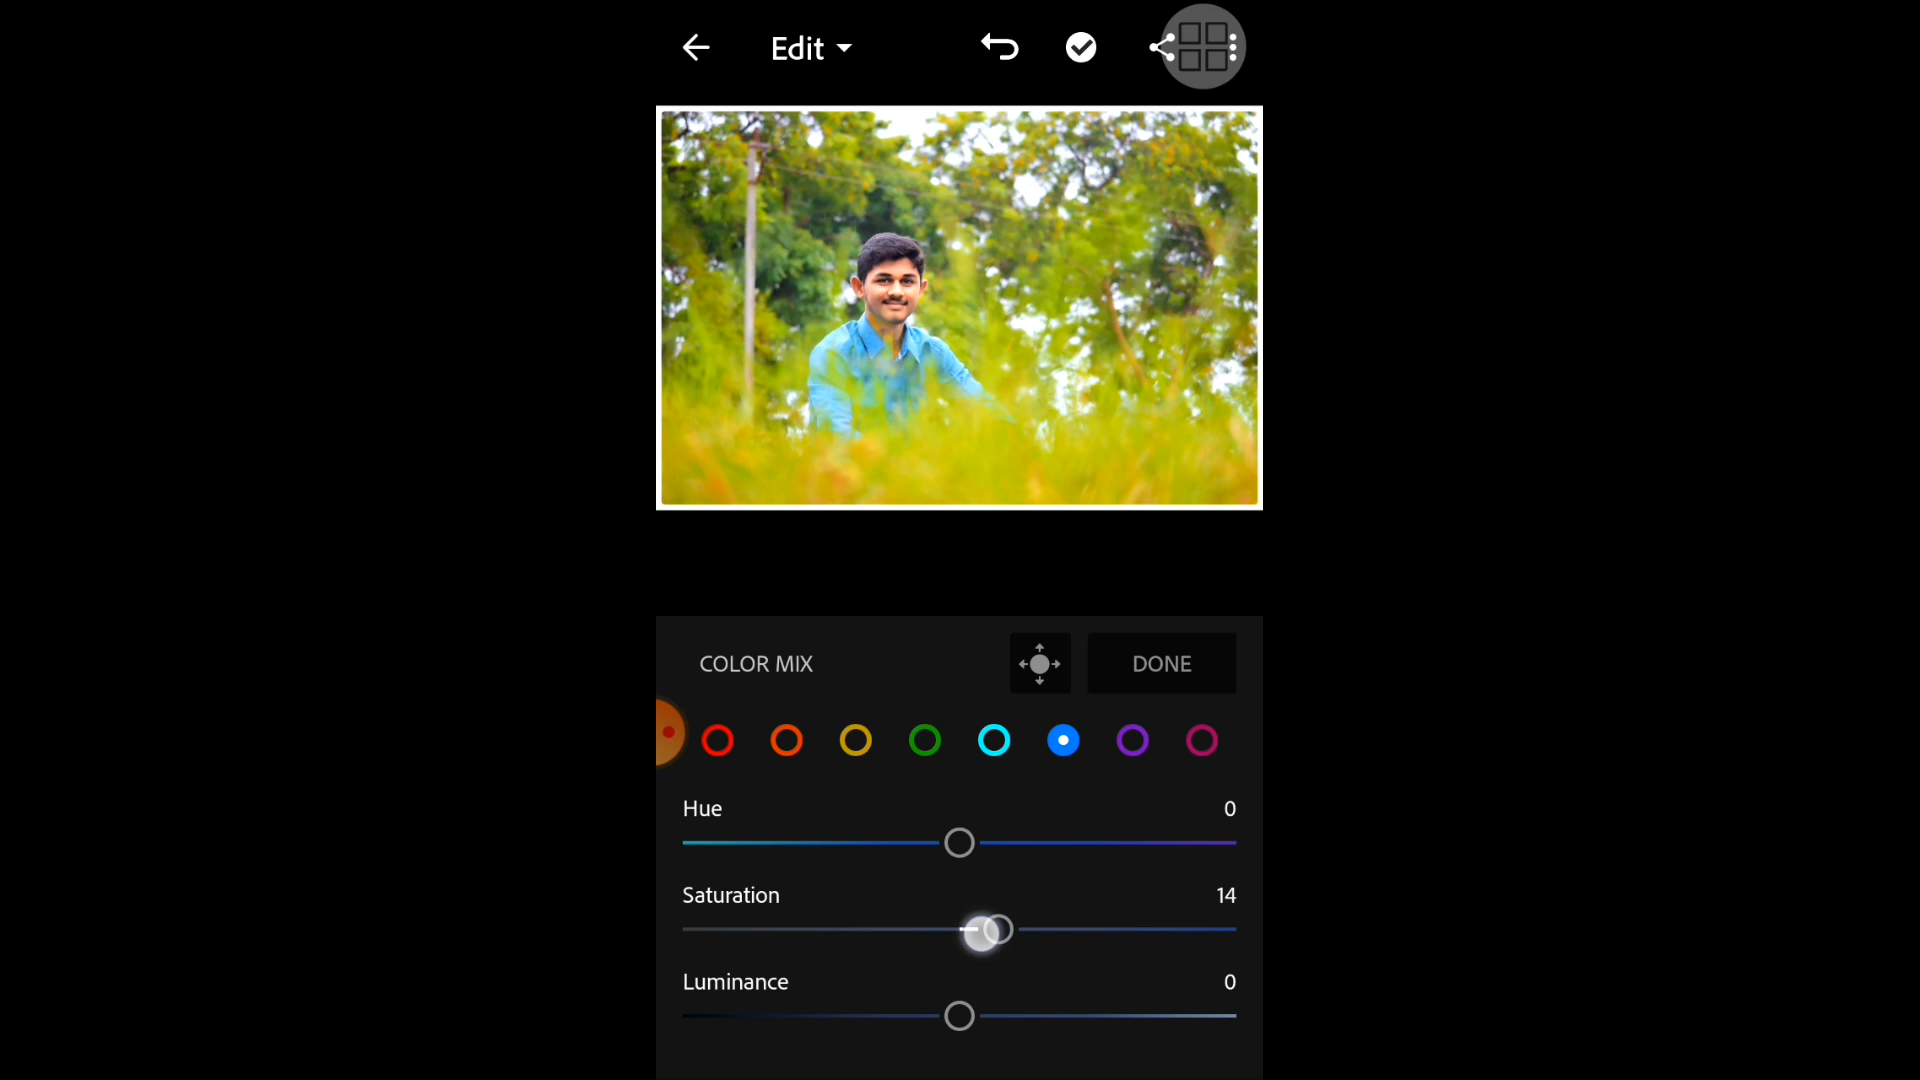 Edit
COLOR MIX
DONE
Hue 0
Saturation 14
Luminance 0